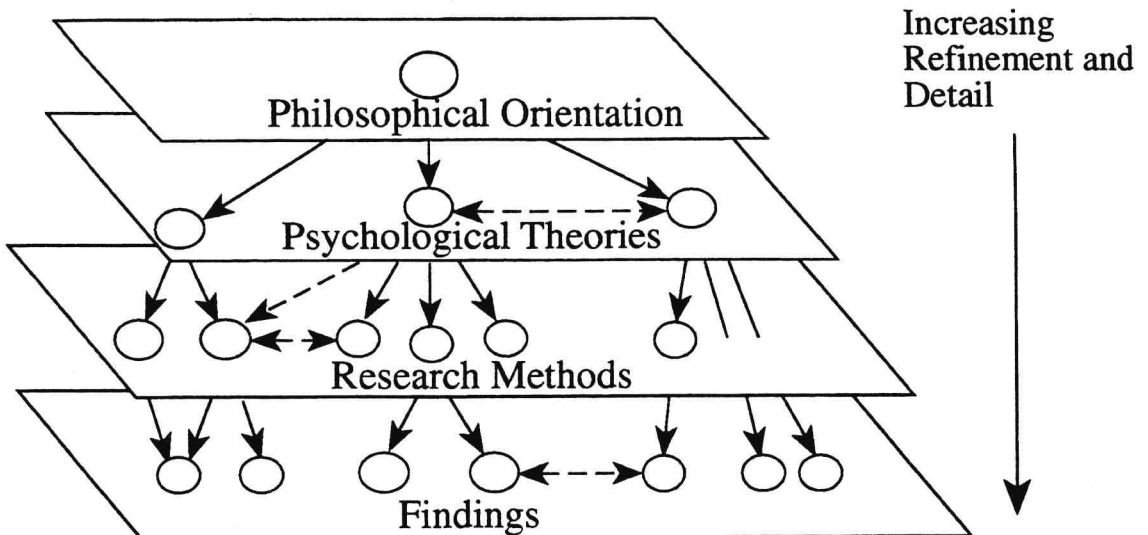 Increasing
Refinement and
Detail
Philosophical Orientation
Psychological Theories
Research Methods
Findings